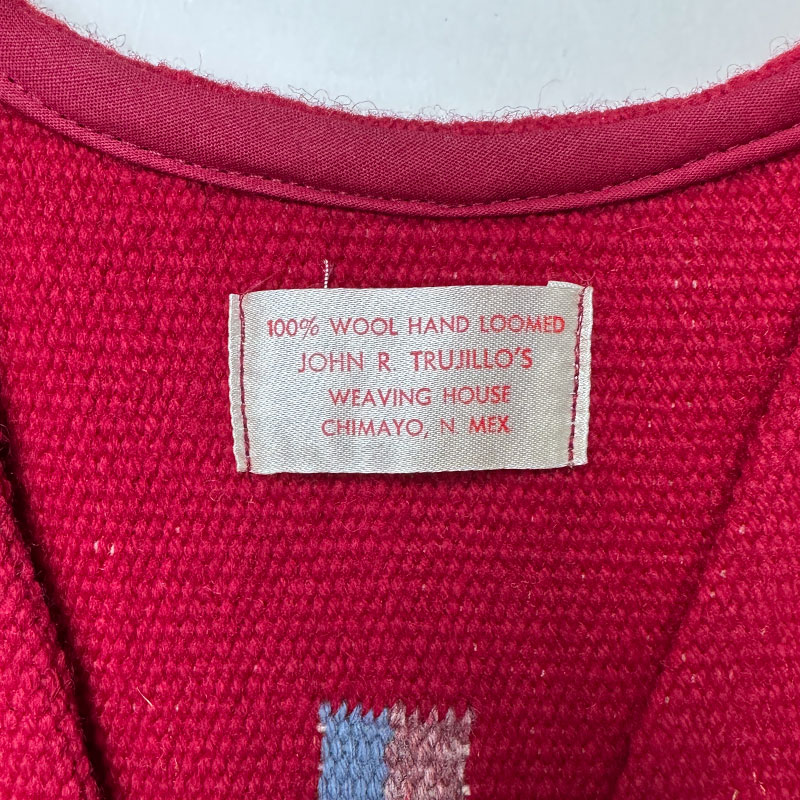 100% WOOL HAND LOOMED
JOHN R. TRUJILLO'S
WEAVING HOUSE
CHIMAYO, N MEX